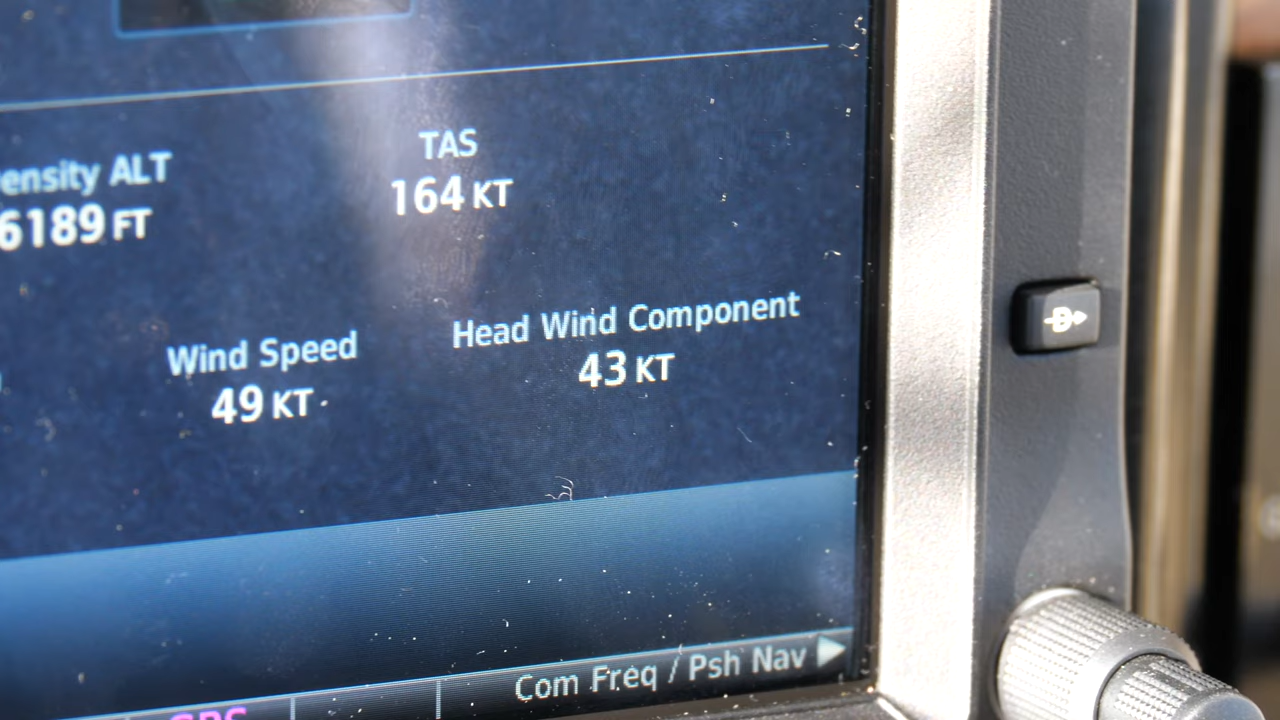 ensity ALT
6189 FT
TAS
164 KT
Wind Speed
49 KT
Head Wind Component
43 KT
Com Freq / Psh Nav
GPS